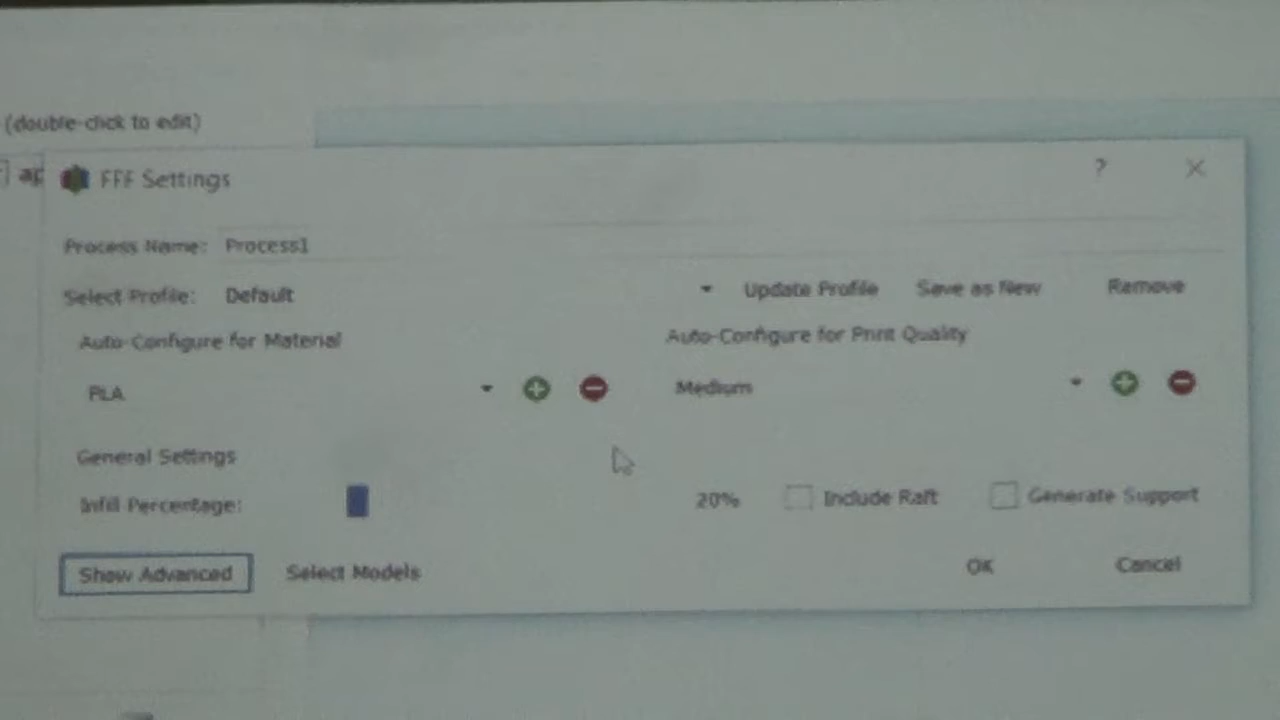 (double-click to edit)
FFF Settings ? ×
Process Name: Process1
Select Profile: Default Update Profile Save as New Remove
Auto-Configure for Material Auto-Configure for Print Quality
PLA Medium
General Settings
Infill Percentage: 20% Include Raft Generate Support
Show Advanced Select Models OK Cancel